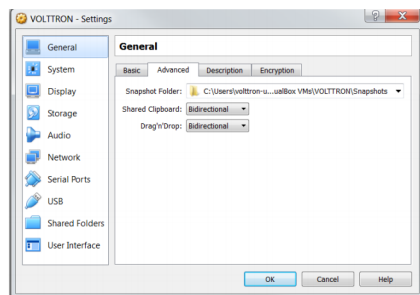 VOLTTRON - Settings
General
System
Display
Storage
Audio
Network
Serial Ports
USB
Shared Folders
User Interface
General
Basic Advanced Description Encryption
Snapshot Folder: C:\Users\volttron-u...ualBox VMs\VOLTTRON\Snapshots
Shared Clipboard: Bidirectional
Drag'n'Drop: Bidirectional
OK Cancel Help